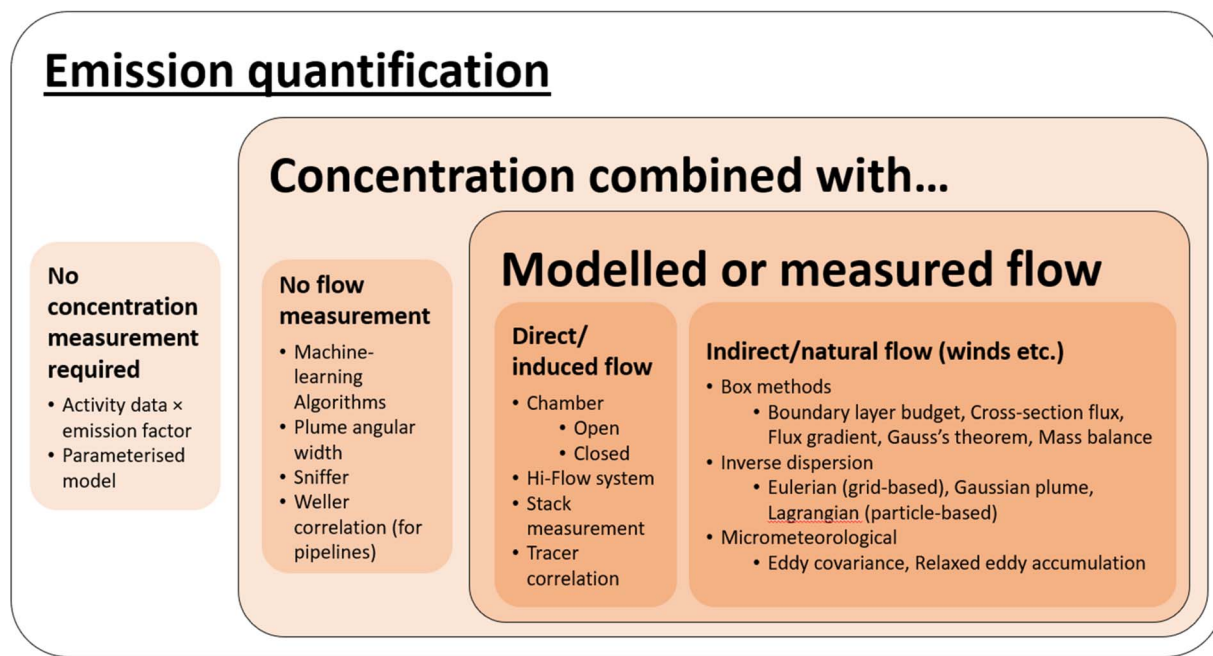 Emission quantification
Concentration combined with...
No
concentration
measurement
required
• Activity data ×
emission factor
• Parameterised
model
No flow
measurement
• Machine-
learning
Algorithms
• Plume angular
width
• Sniffer
• Weller
correlation (for
pipelines)
Modelled or measured flow
Direct/
induced flow
• Chamber
• Open
• Closed
• Hi-Flow system
• Stack
measurement
• Tracer
correlation
Indirect/natural flow (winds etc.)
• Box methods
• Boundary layer budget, Cross-section flux,
Flux gradient, Gauss’s theorem, Mass balance
• Inverse dispersion
• Eulerian (grid-based), Gaussian plume,
Lagrangian (particle-based)
• Micrometeorological
• Eddy covariance, Relaxed eddy accumulation